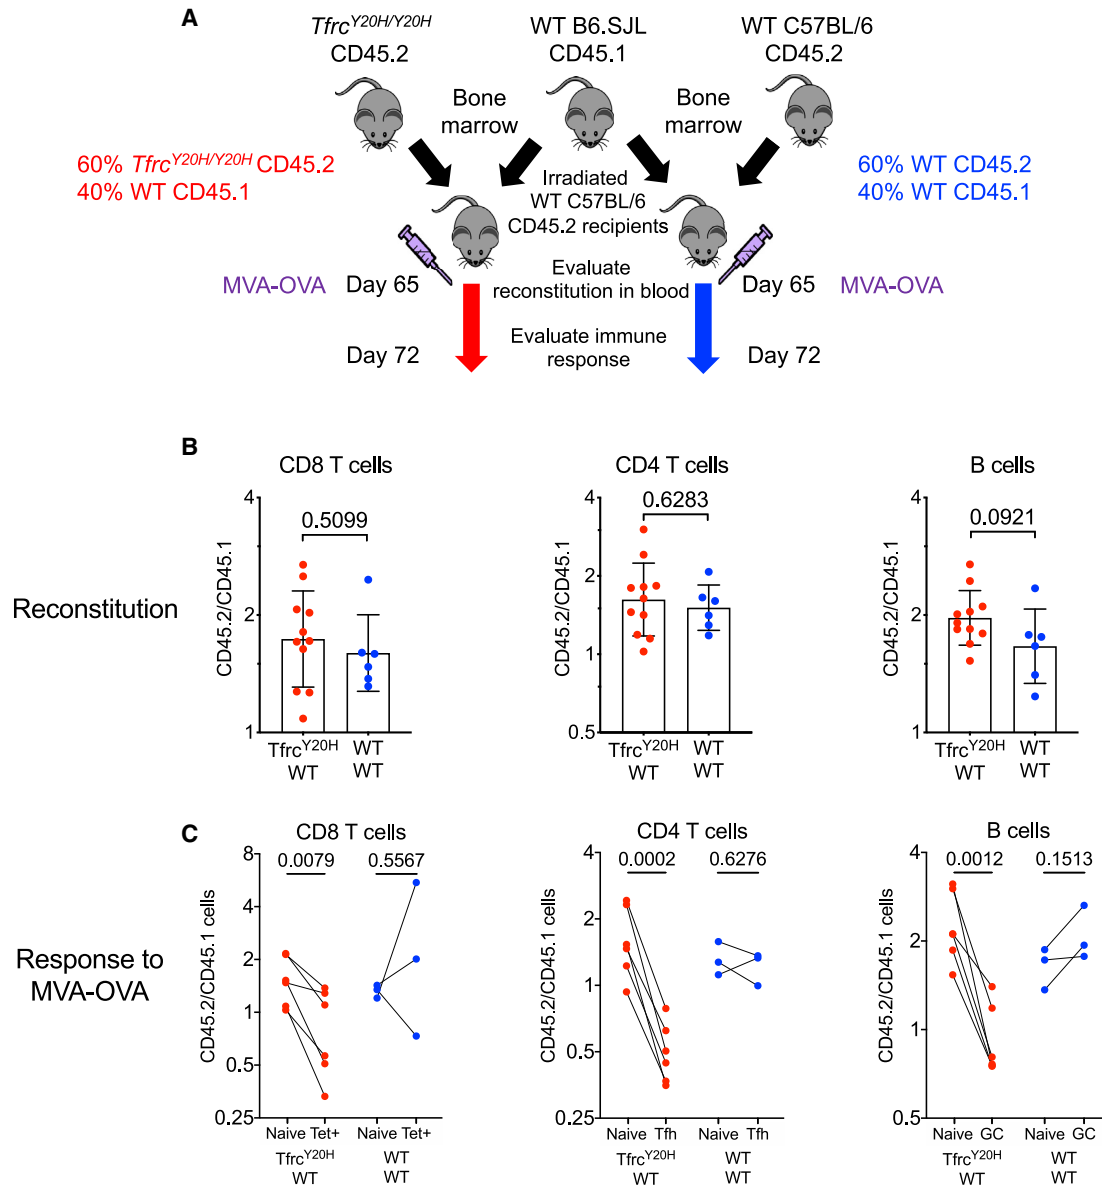 A
Tfrc^Y20H/Y20H
CD45.2
WT B6.SJL
CD45.1
WT C57BL/6
CD45.2
Bone
marrow
Bone
marrow
60% Tfrc^Y20H/Y20H CD45.2
40% WT CD45.1
Irradiated
WT C57BL/6
CD45.2 recipients
60% WT CD45.2
40% WT CD45.1
MVA-OVA
Day 65
Evaluate
reconstitution in blood
Day 65
MVA-OVA
Day 72
Evaluate immune
response
Day 72
B
Reconstitution
CD8 T cells
CD45.2/CD45.1
4
2
1
0.5099
Tfrc^Y20H
WT
WT
WT
CD4 T cells
CD45.2/CD45.1
4
2
1
0.5
0.6283
Tfrc^Y20H
WT
WT
WT
B cells
CD45.2/CD45.1
4
2
1
0.0921
Tfrc^Y20H
WT
WT
WT
C
Response to
MVA-OVA
CD8 T cells
CD45.2/CD45.1 cells
8
4
2
1
0.5
0.25
0.0079
0.5567
Naive Tet+
Naive Tet+
Tfrc^Y20H
WT
WT
WT
CD4 T cells
CD45.2/CD45.1 cells
4
2
1
0.5
0.25
0.0002
0.6276
Naive Tfh
Naive Tfh
Tfrc^Y20H
WT
WT
WT
B cells
CD45.2/CD45.1 cells
4
2
1
0.5
0.0012
0.1513
Naive GC
Naive GC
Tfrc^Y20H
WT
WT
WT